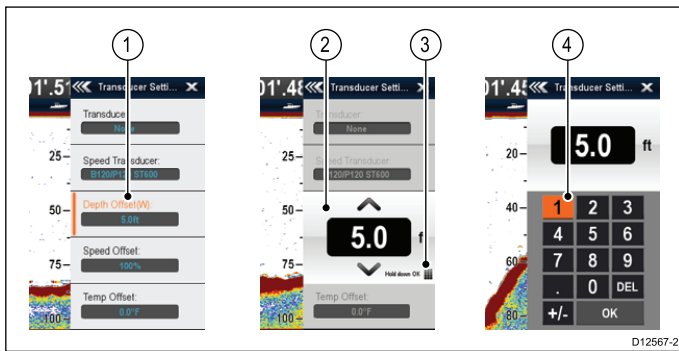 1
2
3
4
01'.51
Transducer Setti...
Transducer:
None
25
Speed Transducer:
B120/P120 ST600
50
Depth Offset(W):
5.0ft
75
Speed Offset:
100%
100
Temp Offset:
0.0°F
01'.48
Transducer Setti...
Transducer:
None
25
Speed Transducer:
B120/P120 ST600
50
5.0
75
Hold down OK
100
Temp Offset:
0.0°F
01'.45
Transducer Setti...
20
5.0 ft
40
1 2 3
4 5 6
60
7 8 9
. 0 DEL
80
+/- OK
D12567-2